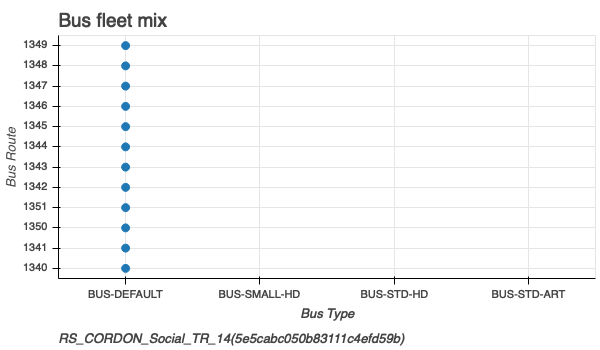 Bus fleet mix
Bus Route
1349
1348
1347
1346
1345
1344
1343
1342
1351
1350
1341
1340
BUS-DEFAULT BUS-SMALL-HD BUS-STD-HD BUS-STD-ART
Bus Type
RS_CORDON_Social_TR_14(5e5cabc050b83111c4efd59b)